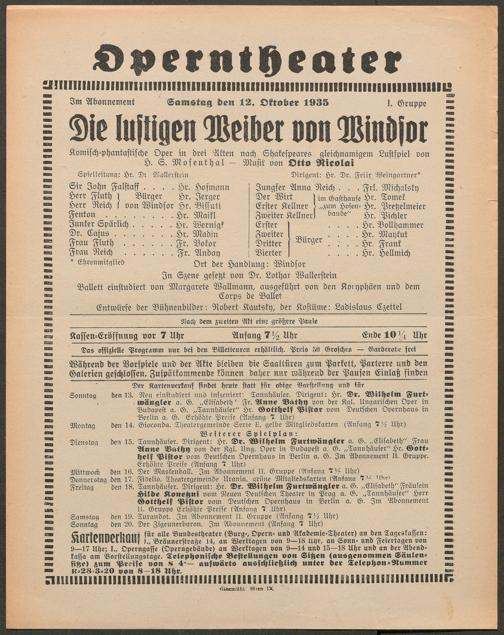 Operntheater
Im Abonnement Samstag den 12. Oktober 1935 I. Gruppe
Die lustigen Weiber von Windsor
Komisch-phantastische Oper in drei Akten nach Shakespeares gleichnamigem Lustspiel von
H. S. Mosenthal — Musik von Otto Nicolai
Spielleitung: Hr. Dr. Wallerstein Dirigent: Hr. Dr. Felix Weingartner*
Sir John Falstaff . . . . Hr. Hofmann
Herr Fluth } Bürger . . Hr. Jerger
Herr Reich } von Windsor Hr. Bissuti
Fenton . . . . . . . . Hr. Maikl
Junker Spärlich . . . . . Hr. Wernigk
Dr. Cajus . . . . . . . Hr. Madin
Frau Fluth . . . . . . Fr. Bokor
Frau Reich . . . . . . Fr. Anday
Jungfer Anna Reich . . Frl. Michalsky
Der Wirt } im Gasthause Hr. Tomek
Erster Kellner } „zum Hosen- Hr. Pretzelmeier
Zweiter Kellner } bande" Hr. Pichler
Erster } . . . . . Hr. Vollhammer
Zweiter } Bürger . . . Hr. Maykut
Dritter } . . . Hr. Frank
Vierter } . . . . . Hr. Hellmich
* Ehrenmitglied Ort der Handlung: Windsor
In Szene gesetzt von Dr. Lothar Wallerstein
Ballett einstudiert von Margarete Wallmann, ausgeführt von den Koryphäen und dem
Corps de Ballet
Entwürfe der Bühnenbilder: Robert Kautsky, der Kostüme: Ladislaus Czettel
Nach dem zweiten Akt eine größere Pause
Kassen-Eröffnung vor 7 Uhr Anfang 7½ Uhr Ende 10¼ Uhr
Das offizielle Programm nur bei den Billetteuren erhältlich. Preis 50 Groschen — Garderobe frei
Während der Vorspiele und der Akte bleiben die Saaltüren zum Parkett, Parterre und den
Galerien geschlossen. Zuspätkommende können daher nur während der Pausen Einlaß finden
Der Kartenverkauf findet heute statt für obige Vorstellung und für
Sonntag den 13. Neu einstudiert und inszeniert: Tannhäuser. Dirigent: Hr. Dr. Wilhelm Furt-
wängler a. G. „Elisabeth" Fr. Anne Báthy von der Kgl. Ungarischen Oper in
Budapest a. G., „Tannhäuser" Hr. Gotthelf Pistor vom Deutschen Opernhaus in
Berlin a. G. Erhöhte Preise (Anfang 7 Uhr)
Montag den 14. Gioconda. Theatergemeinde Serie E, gelbe Mitgliedskarten (Anfang 7½ Uhr)
Weiterer Spielplan:
Dienstag den 15. Tannhäuser. Dirigent: Hr. Dr. Wilhelm Furtwängler a. G., „Elisabeth" Frau
Anne Báthy von der Kgl. Ung. Oper in Budapest a. G., „Tannhäuser" Hr. Gott-
helf Pistor vom Deutschen Opernhaus in Berlin a. G. Im Abonnement II. Gruppe
Erhöhte Preise (Anfang 7 Uhr)
Mittwoch den 16. Der Maskenball. Im Abonnement II. Gruppe (Anfang 7½ Uhr)
Donnerstag den 17. Fidelio. Theatergemeinde Urania, grüne Mitgliedskarten (Anfang 7½ Uhr)
Freitag den 18. Tannhäuser. Dirigent: Hr. Dr. Wilhelm Furtwängler a. G. „Elisabeth" Fräulein
Hilde Konetzni vom Neuen Deutschen Theater in Prag a. G., „Tannhäuser" Herr
Gotthelf Pistor vom Deutschen Opernhaus in Berlin a. G. Im Abonnement
II. Gruppe Erhöhte Preise (Anfang 7 Uhr)
Samstag den 19. Turandot. Im Abonnement II. Gruppe (Anfang 7½ Uhr)
Sonntag den 20. Der Zigeunerbaron. Im Abonnement (Anfang 7 Uhr)
Kartenverkauf für alle Bundestheater (Burg-, Opern- und Akademie-Theater) an den Tageskassen:
I., Bräunerstraße 14, an Werktagen von 9—18 Uhr, an Sonn- und Feiertagen von
9—17 Uhr; I., Operngasse (Operngebäude) an Werktagen von 9—14 und 15—18 Uhr und an der Abend-
kassa am Vorstellungstage. Telephonische Bestellungen von Sitzen (ausgenommen Säulen-
sitze) zum Preise von S 4·— aufwärts ausschließlich unter der Telephon-Nummer
R-28-3-20 von 8—18 Uhr.